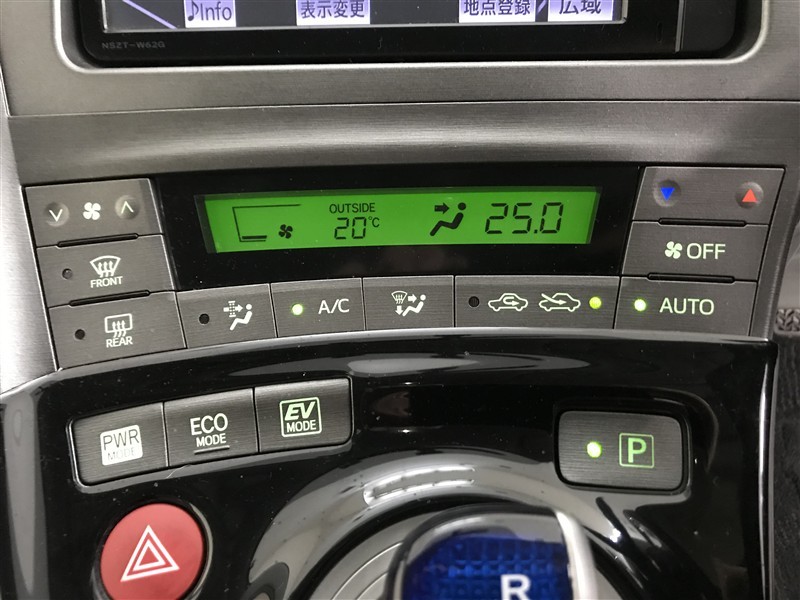 ♪Info 表示変更 地点登録 広域
NSZT-W62G
OUTSIDE
20℃ 25.0
OFF
FRONT
A/C AUTO
REAR
PWR MODE
ECO MODE
EV MODE
P
R